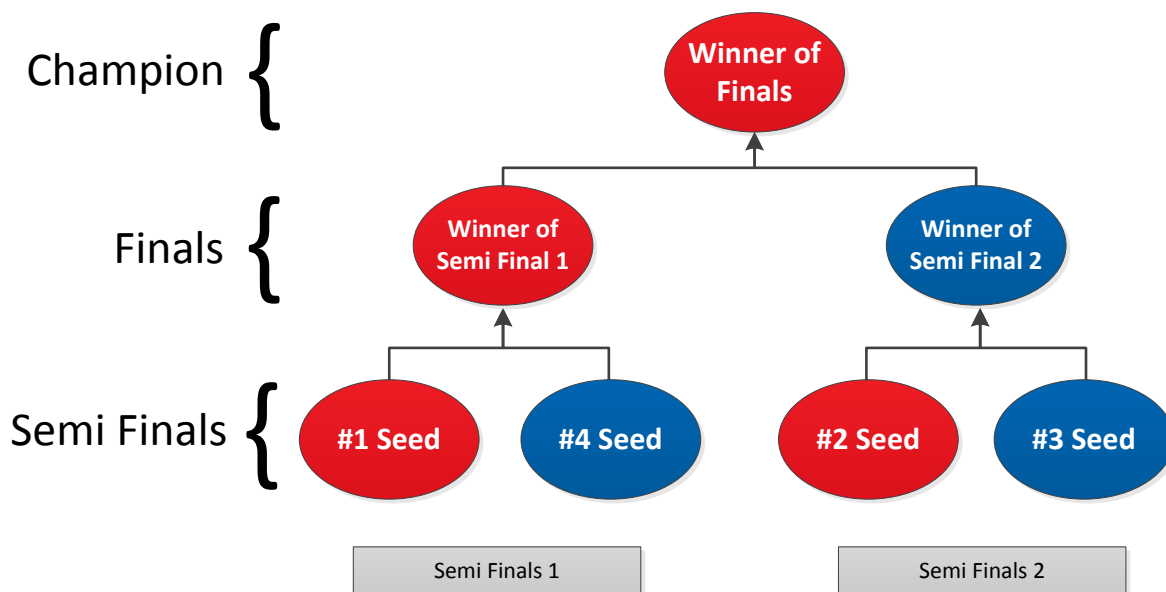 Champion
Winner of
Finals
Finals
Winner of
Semi Final 1
Winner of
Semi Final 2
Semi Finals
#1 Seed
#4 Seed
#2 Seed
#3 Seed
Semi Finals 1
Semi Finals 2